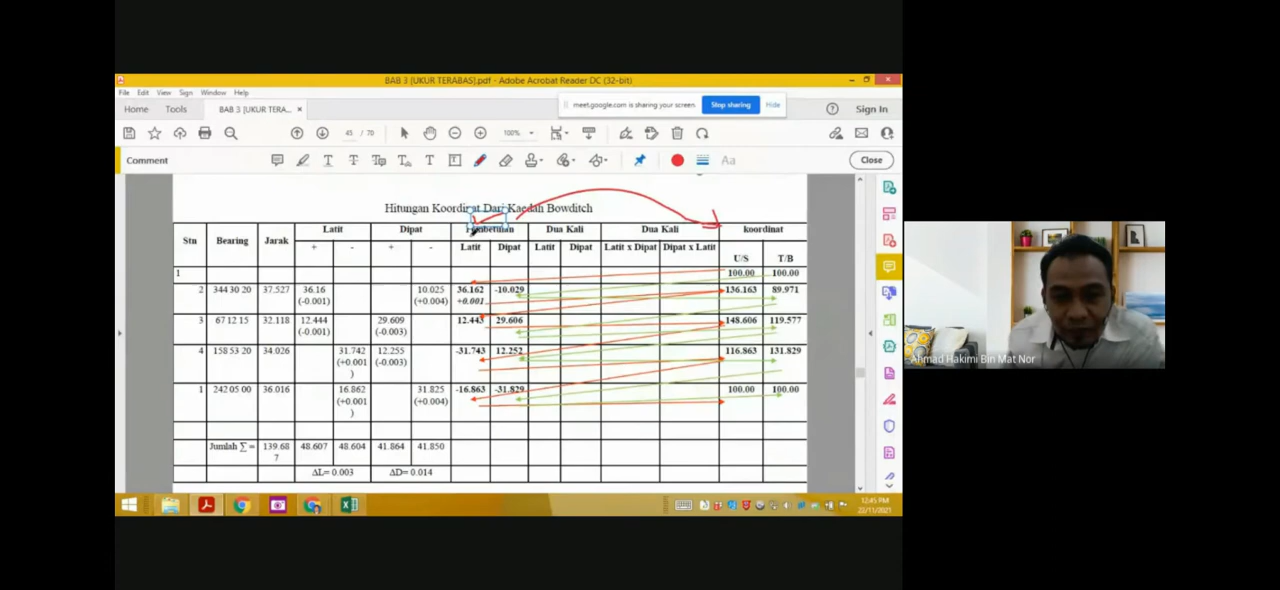 BAB 3 [UKUR TERABAS].pdf - Adobe Acrobat Reader DC (32-bit)
File Edit View Sign Window Help
Home Tools BAB 3 [UKUR TERA... × meet.google.com is sharing your screen. Stop sharing Hide Sign In
45 / 70 100%
Comment Close
Hitungan Koordinat Dari Kaedah Bowditch
Stn Bearing Jarak Latit Dipat Pembetulan Dua Kali Dua Kali koordinat
+ - + - Latit Dipat Latit Dipat Latit x Dipat Dipat x Latit U/S T/B
1 100.00 100.00
2 344 30 20 37.527 36.16 (-0.001) 10.025 (+0.004) 36.162 +0.001 -10.029 136.163 89.971
3 67 12 15 32.118 12.444 (-0.001) 29.609 (-0.003) 12.443 29.606 148.606 119.577
4 158 53 20 34.026 31.742 (+0.001 ) 12.255 (-0.003) -31.743 12.252 116.863 131.829
1 242 05 00 36.016 16.862 (+0.001 ) 31.825 (+0.004) -16.863 -31.829 100.00 100.00
Jumlah Σ = 139.68 7 48.607 48.604 41.864 41.850
ΔL= 0.003 ΔD= 0.014
12:45 PM
22/11/2021
Ahmad Hakimi Bin Mat Nor